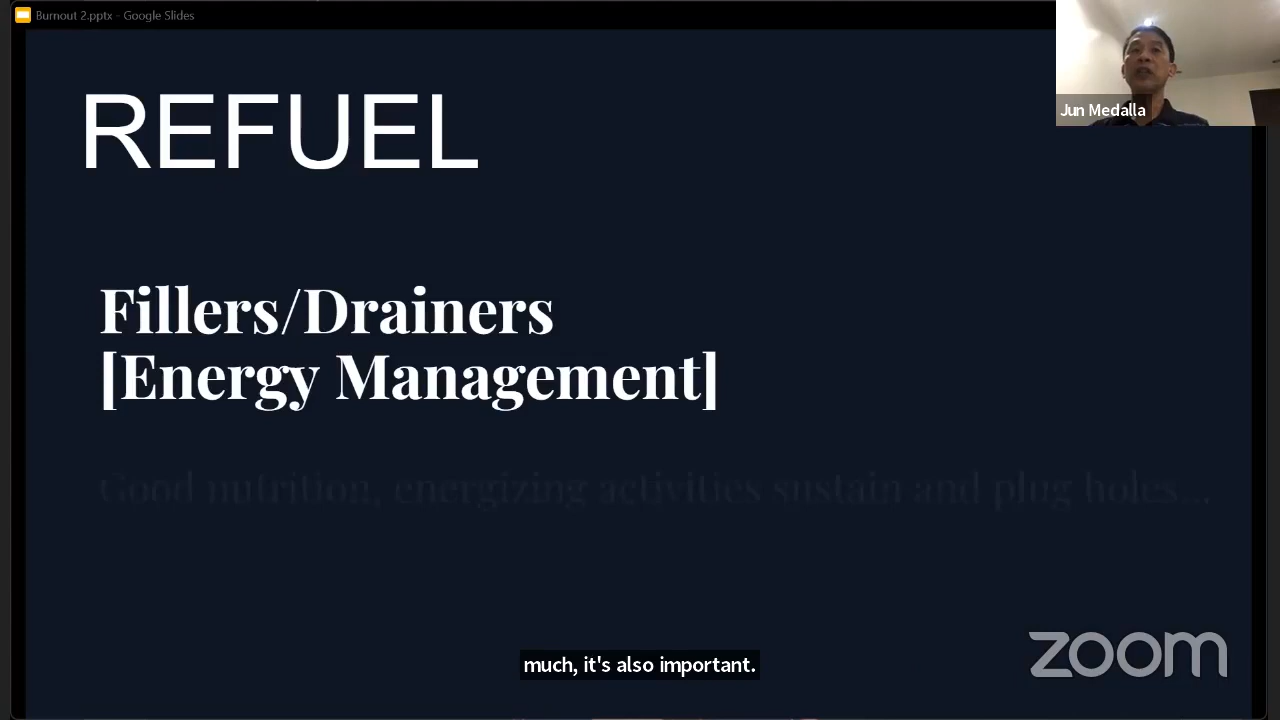 Burnout 2.pptx - Google Slides
Jun Medalla
REFUEL
Fillers/Drainers
[Energy Management]
Good nutrition, energizing activities sustain and plug holes...
much, it's also important.
zoom